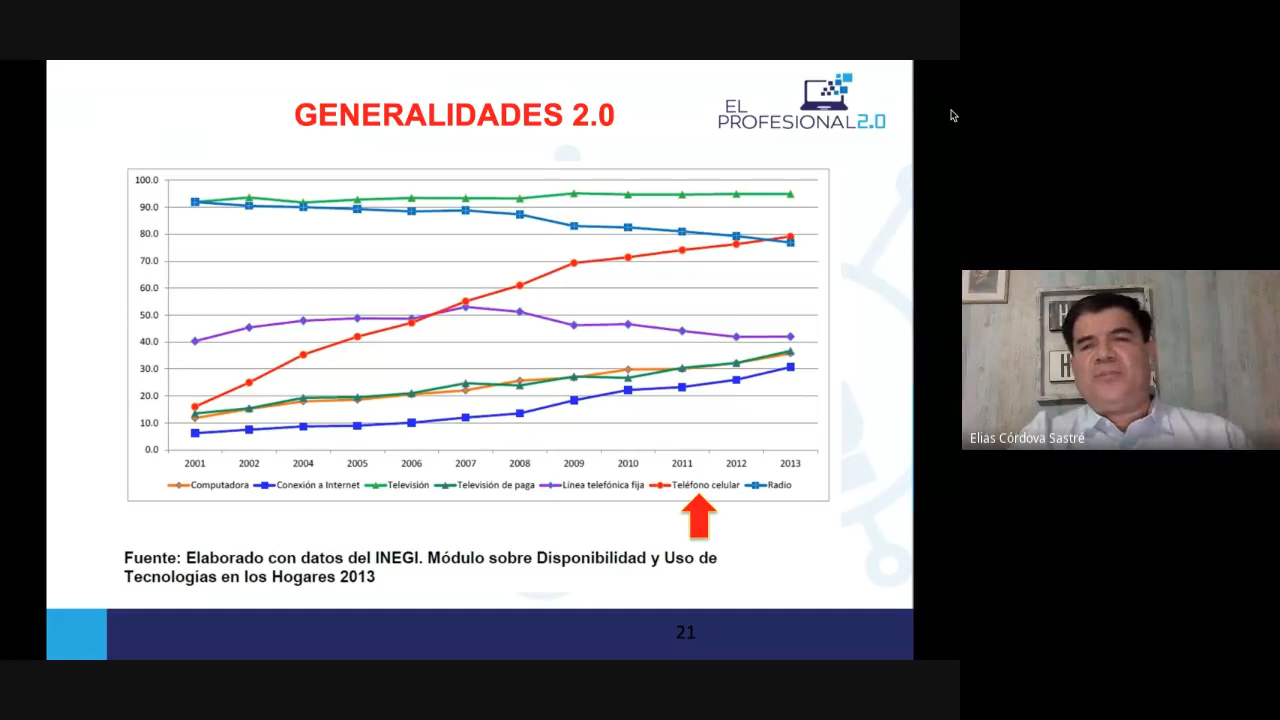 GENERALIDADES 2.0
EL
PROFESIONAL2.0
100.0
90.0
80.0
70.0
60.0
50.0
40.0
30.0
20.0
10.0
0.0
2001 2002 2004 2005 2006 2007 2008 2009 2010 2011 2012 2013
Computadora Conexión a Internet Televisión Televisión de paga Línea telefónica fija Teléfono celular Radio
Fuente: Elaborado con datos del INEGI. Módulo sobre Disponibilidad y Uso de
Tecnologías en los Hogares 2013
21
Elias Córdova Sastré